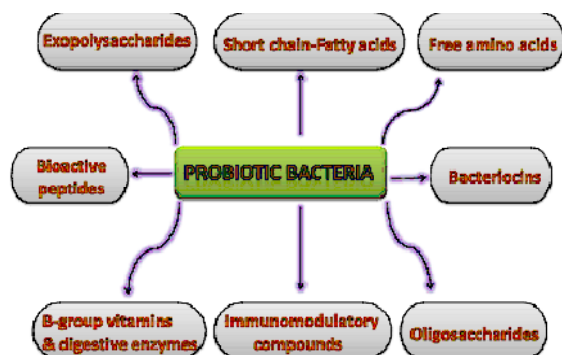 Exopolysaccharides
Short chain-Fatty acids
Free amino acids
Bioactive
peptides
PROBIOTIC BACTERIA
Bacteriocins
B-group vitamins
& digestive enzymes
Immunomodulatory
compounds
Oligosaccharides